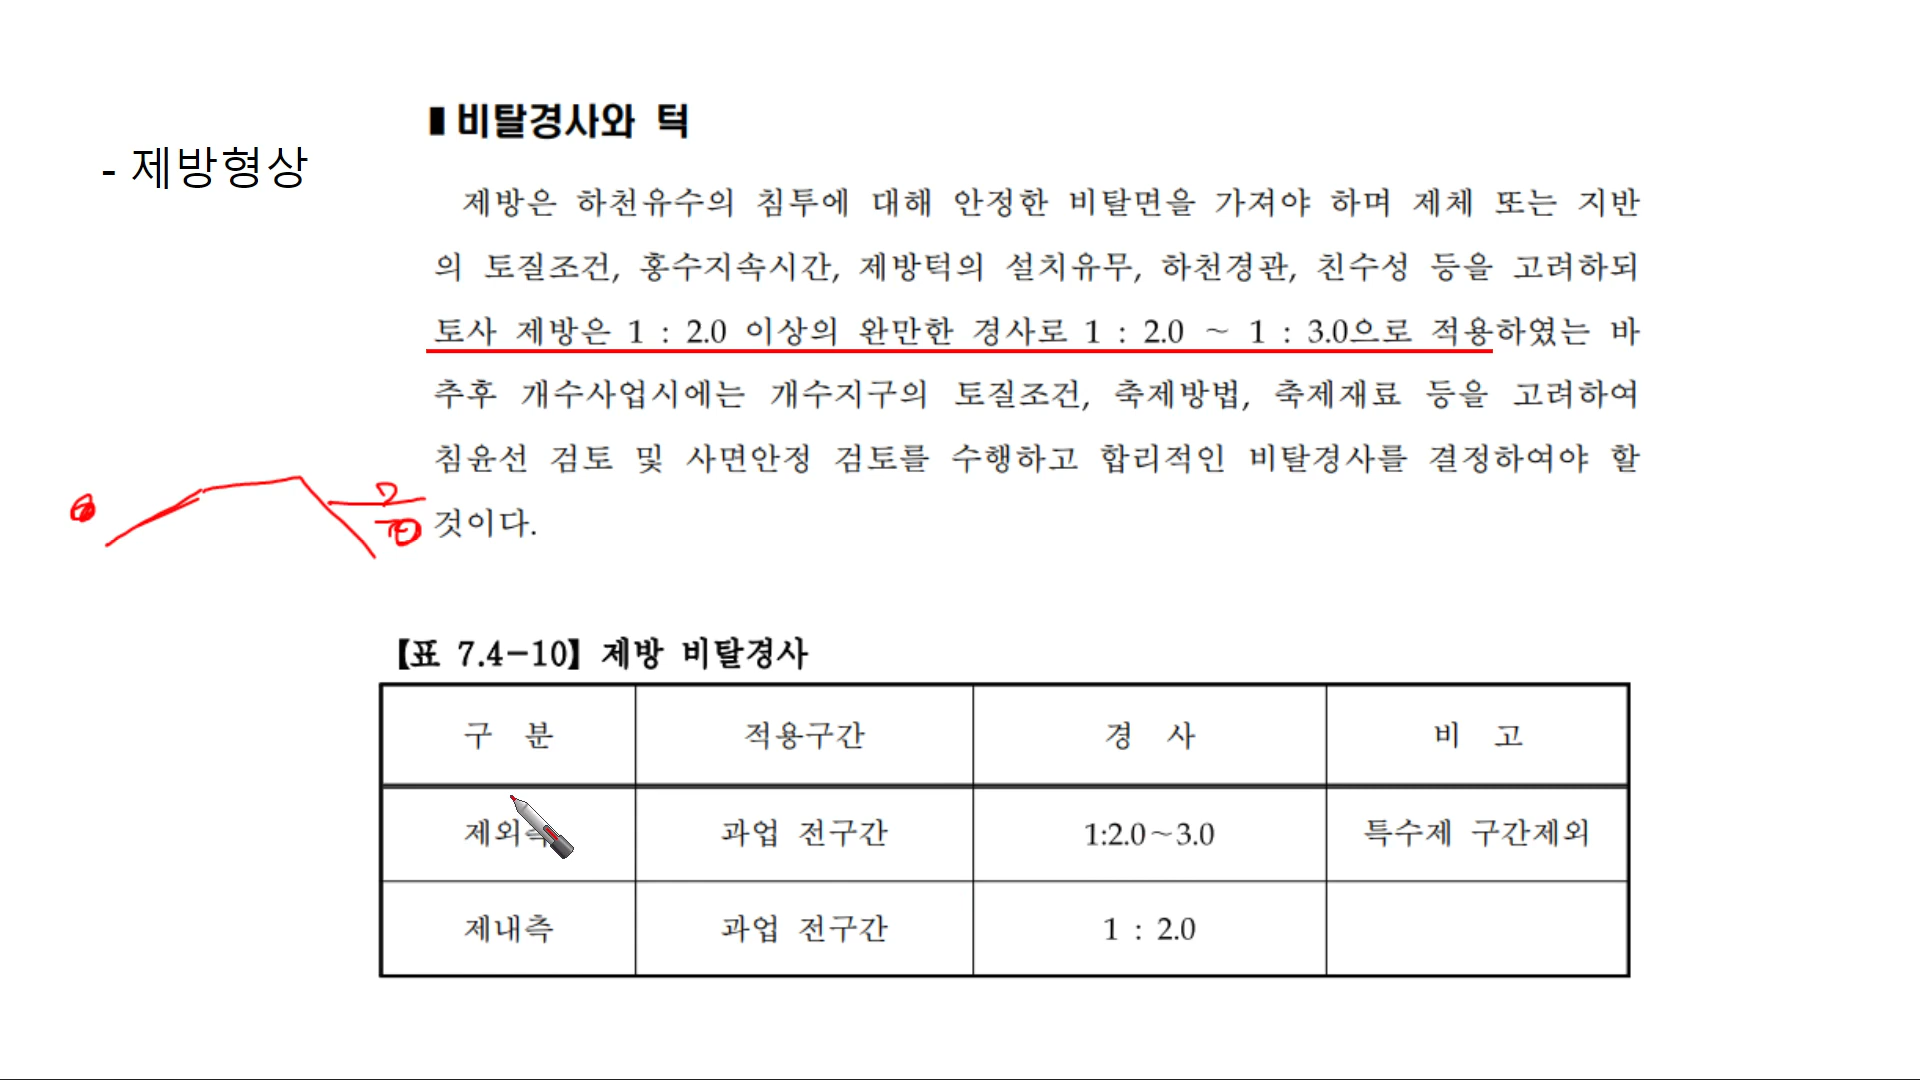 ▮비탈경사와 턱
- 제방형상
제방은 하천유수의 침투에 대해 안정한 비탈면을 가져야 하며 제체 또는 지반
의 토질조건, 홍수지속시간, 제방턱의 설치유무, 하천경관, 친수성 등을 고려하되
토사 제방은 1 : 2.0 이상의 완만한 경사로 1 : 2.0 ~ 1 : 3.0으로 적용하였는 바
추후 개수사업시에는 개수지구의 토질조건, 축제방법, 축제재료 등을 고려하여
침윤선 검토 및 사면안정 검토를 수행하고 합리적인 비탈경사를 결정하여야 할
것이다.
【표 7.4-10】 제방 비탈경사
구 분 적용구간 경 사 비 고
제외측 과업 전구간 1:2.0~3.0 특수제 구간제외
제내측 과업 전구간 1 : 2.0